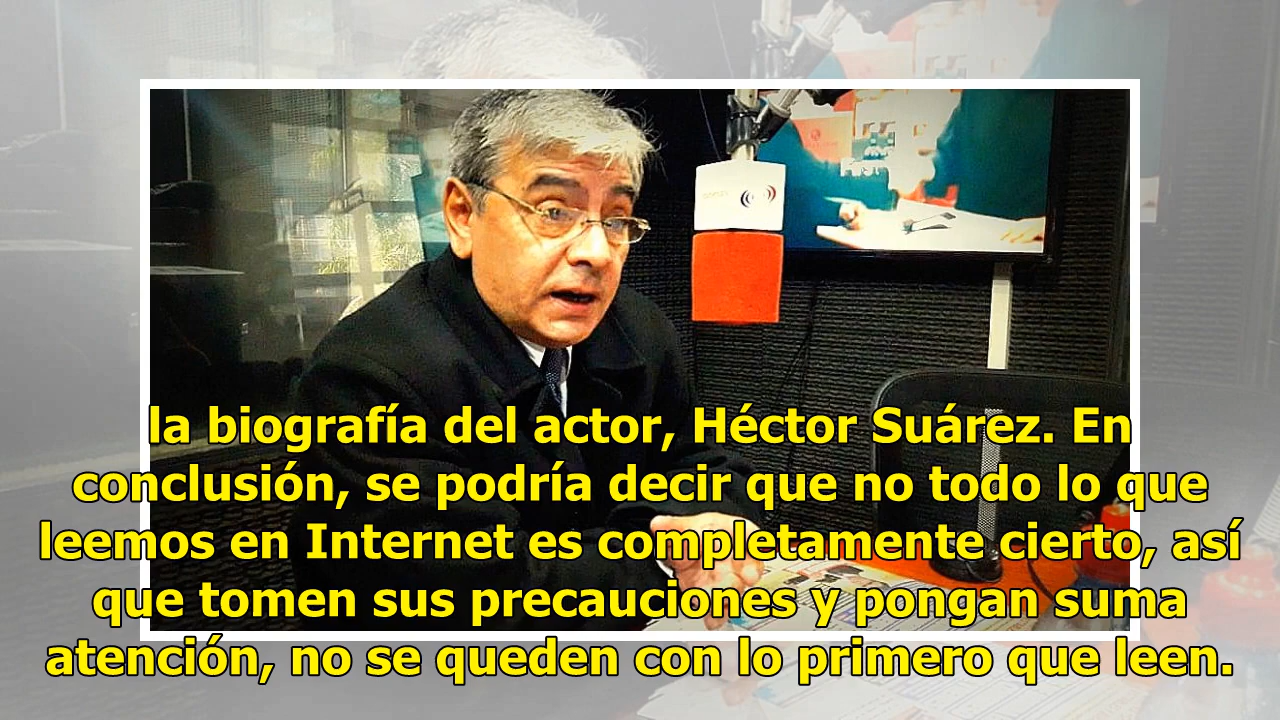 la biografía del actor, Héctor Suárez. En
conclusión, se podría decir que no todo lo que
leemos en Internet es completamente cierto, así
que tomen sus precauciones y pongan suma
atención, no se queden con lo primero que leen.